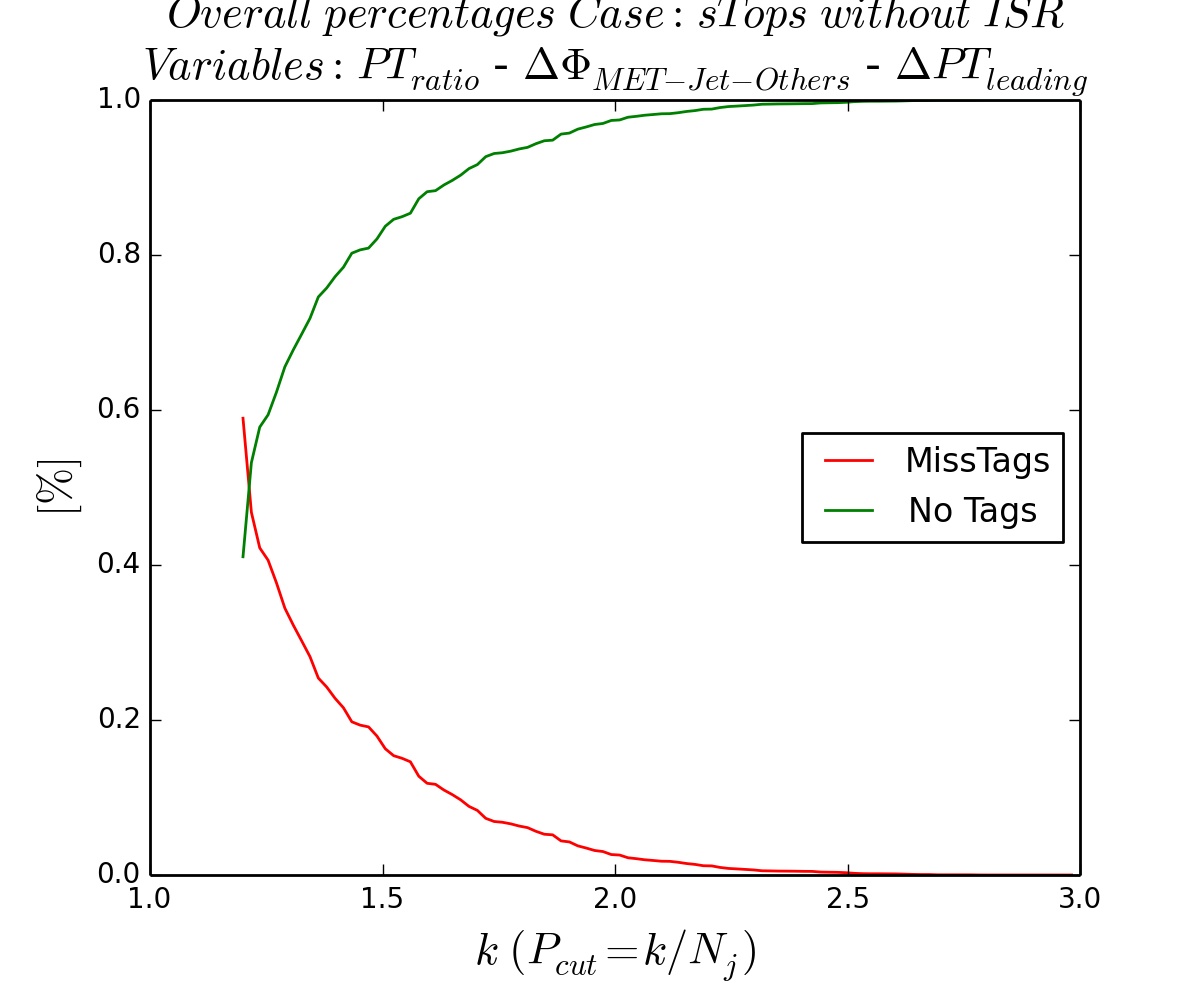 Overall percentages Case: sTops without ISR
Variables: PT_ratio - ΔΦ_MET−Jet−Others - ΔPT_leading
1.0
0.8
0.6
0.4
0.2
0.0
[%]
MissTags
No Tags
1.0 1.5 2.0 2.5 3.0
k (P_cut = k/N_j)